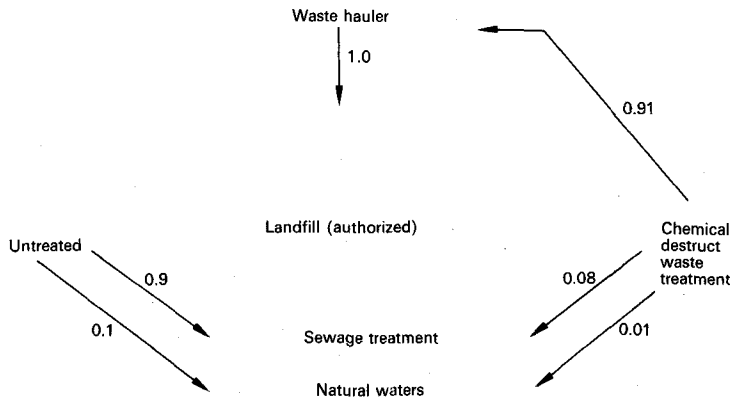 Waste hauler
1.0
0.91
Landfill (authorized)
Untreated
Chemical
destruct
waste
treatment
0.9
0.08
0.1
0.01
Sewage treatment
Natural waters